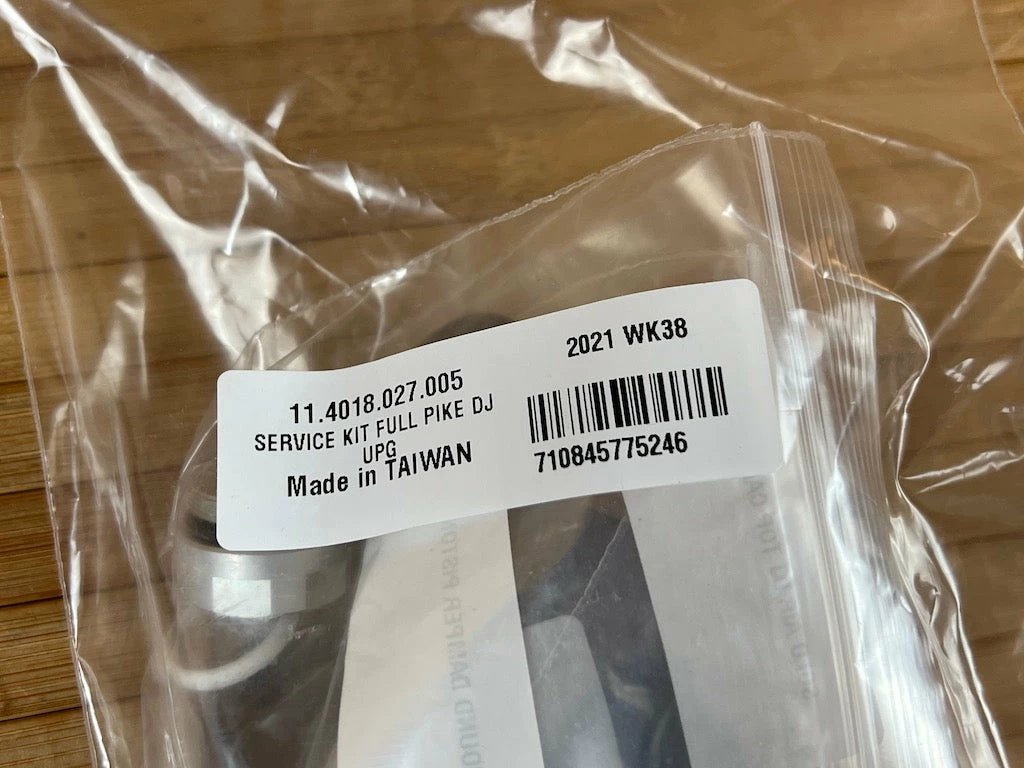 2021 WK38
11.4018.027.005
SERVICE KIT FULL PIKE DJ
UPG
Made in TAIWAN
710845775246